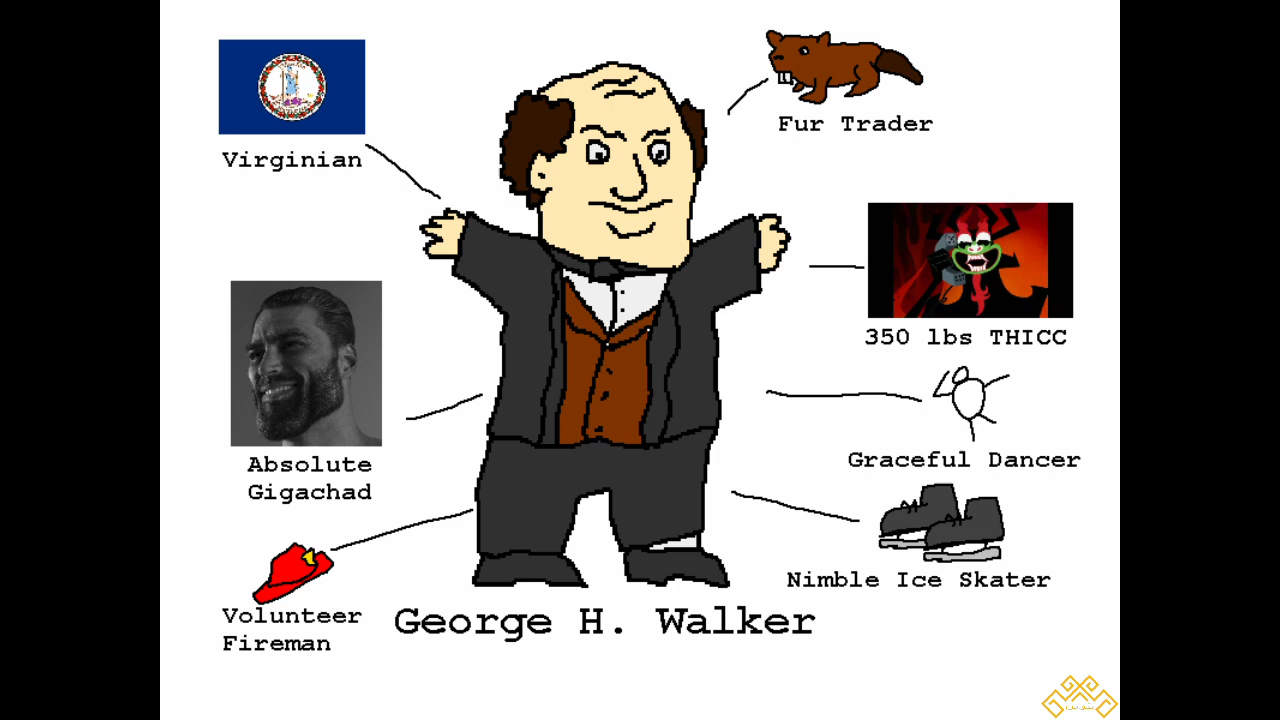 Virginian
Fur Trader
350 lbs THICC
Absolute
Gigachad
Graceful Dancer
Nimble Ice Skater
Volunteer
Fireman
George H. Walker